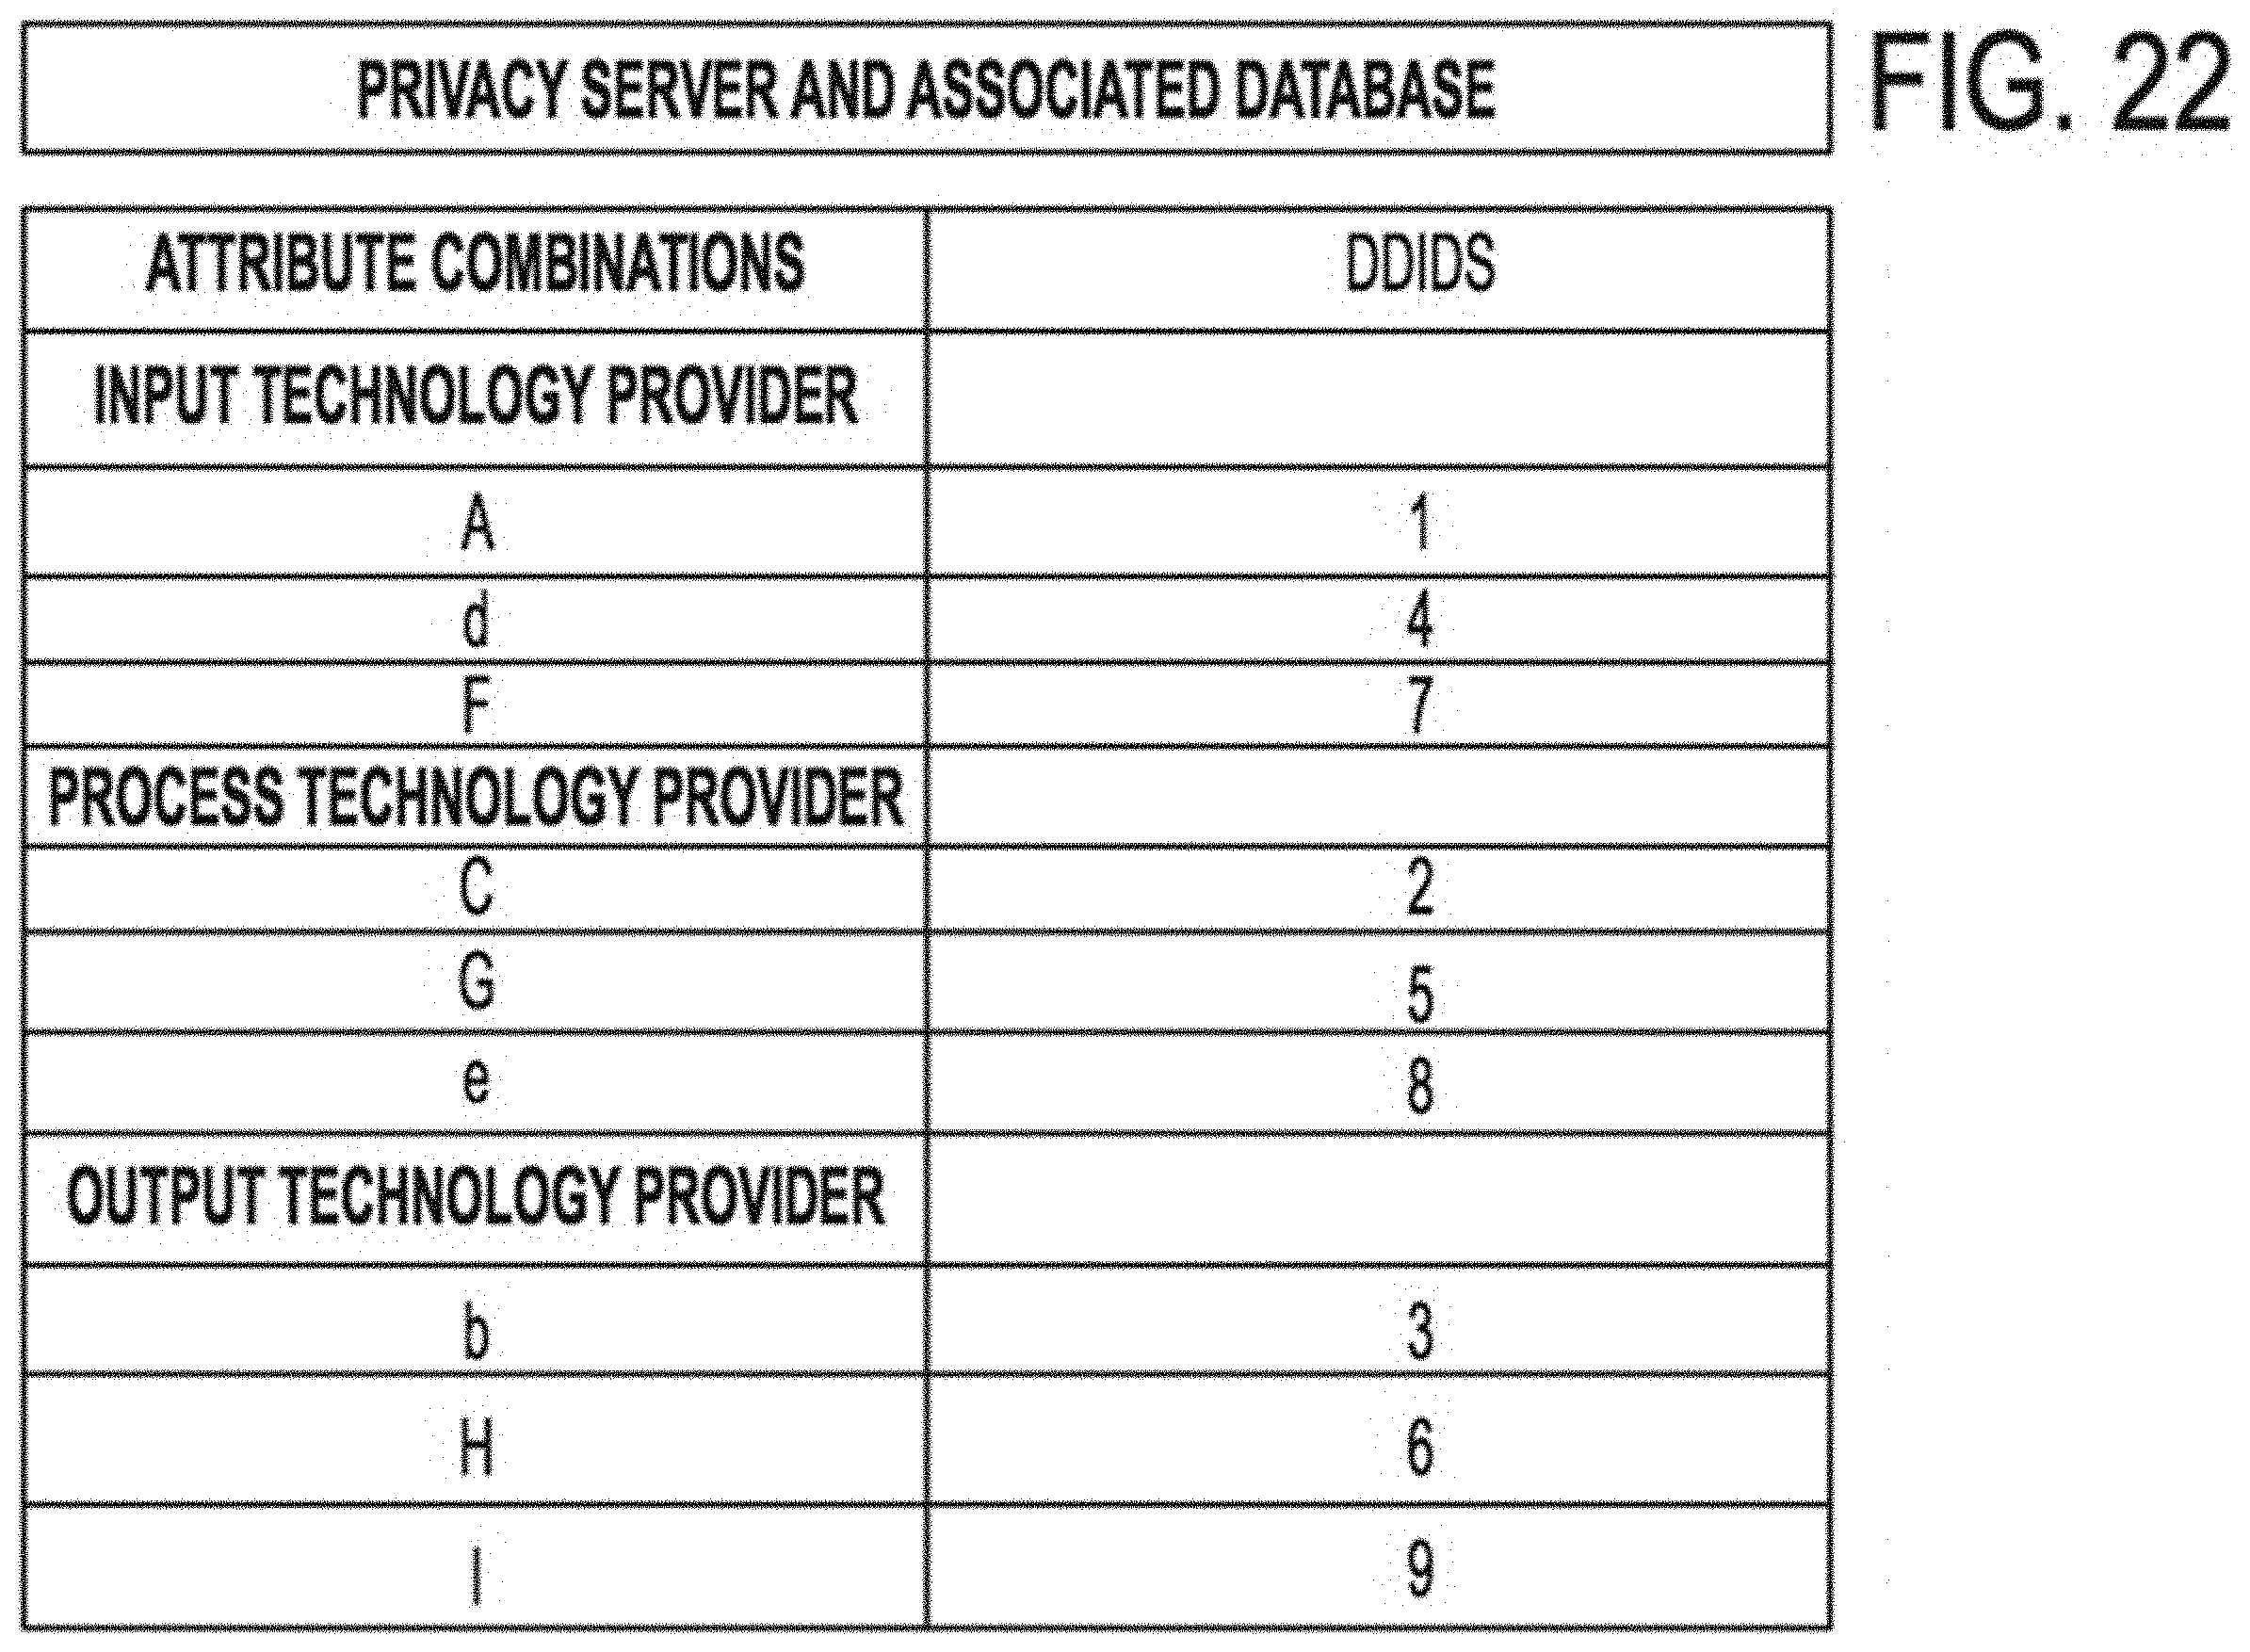 PRIVACY SERVER AND ASSOCIATED DATABASE
FIG. 22
ATTRIBUTE COMBINATIONS DDIDS
INPUT TECHNOLOGY PROVIDER
A 1
d 4
F 7
PROCESS TECHNOLOGY PROVIDER
C 2
G 5
e 8
OUTPUT TECHNOLOGY PROVIDER
b 3
H 6
I 9